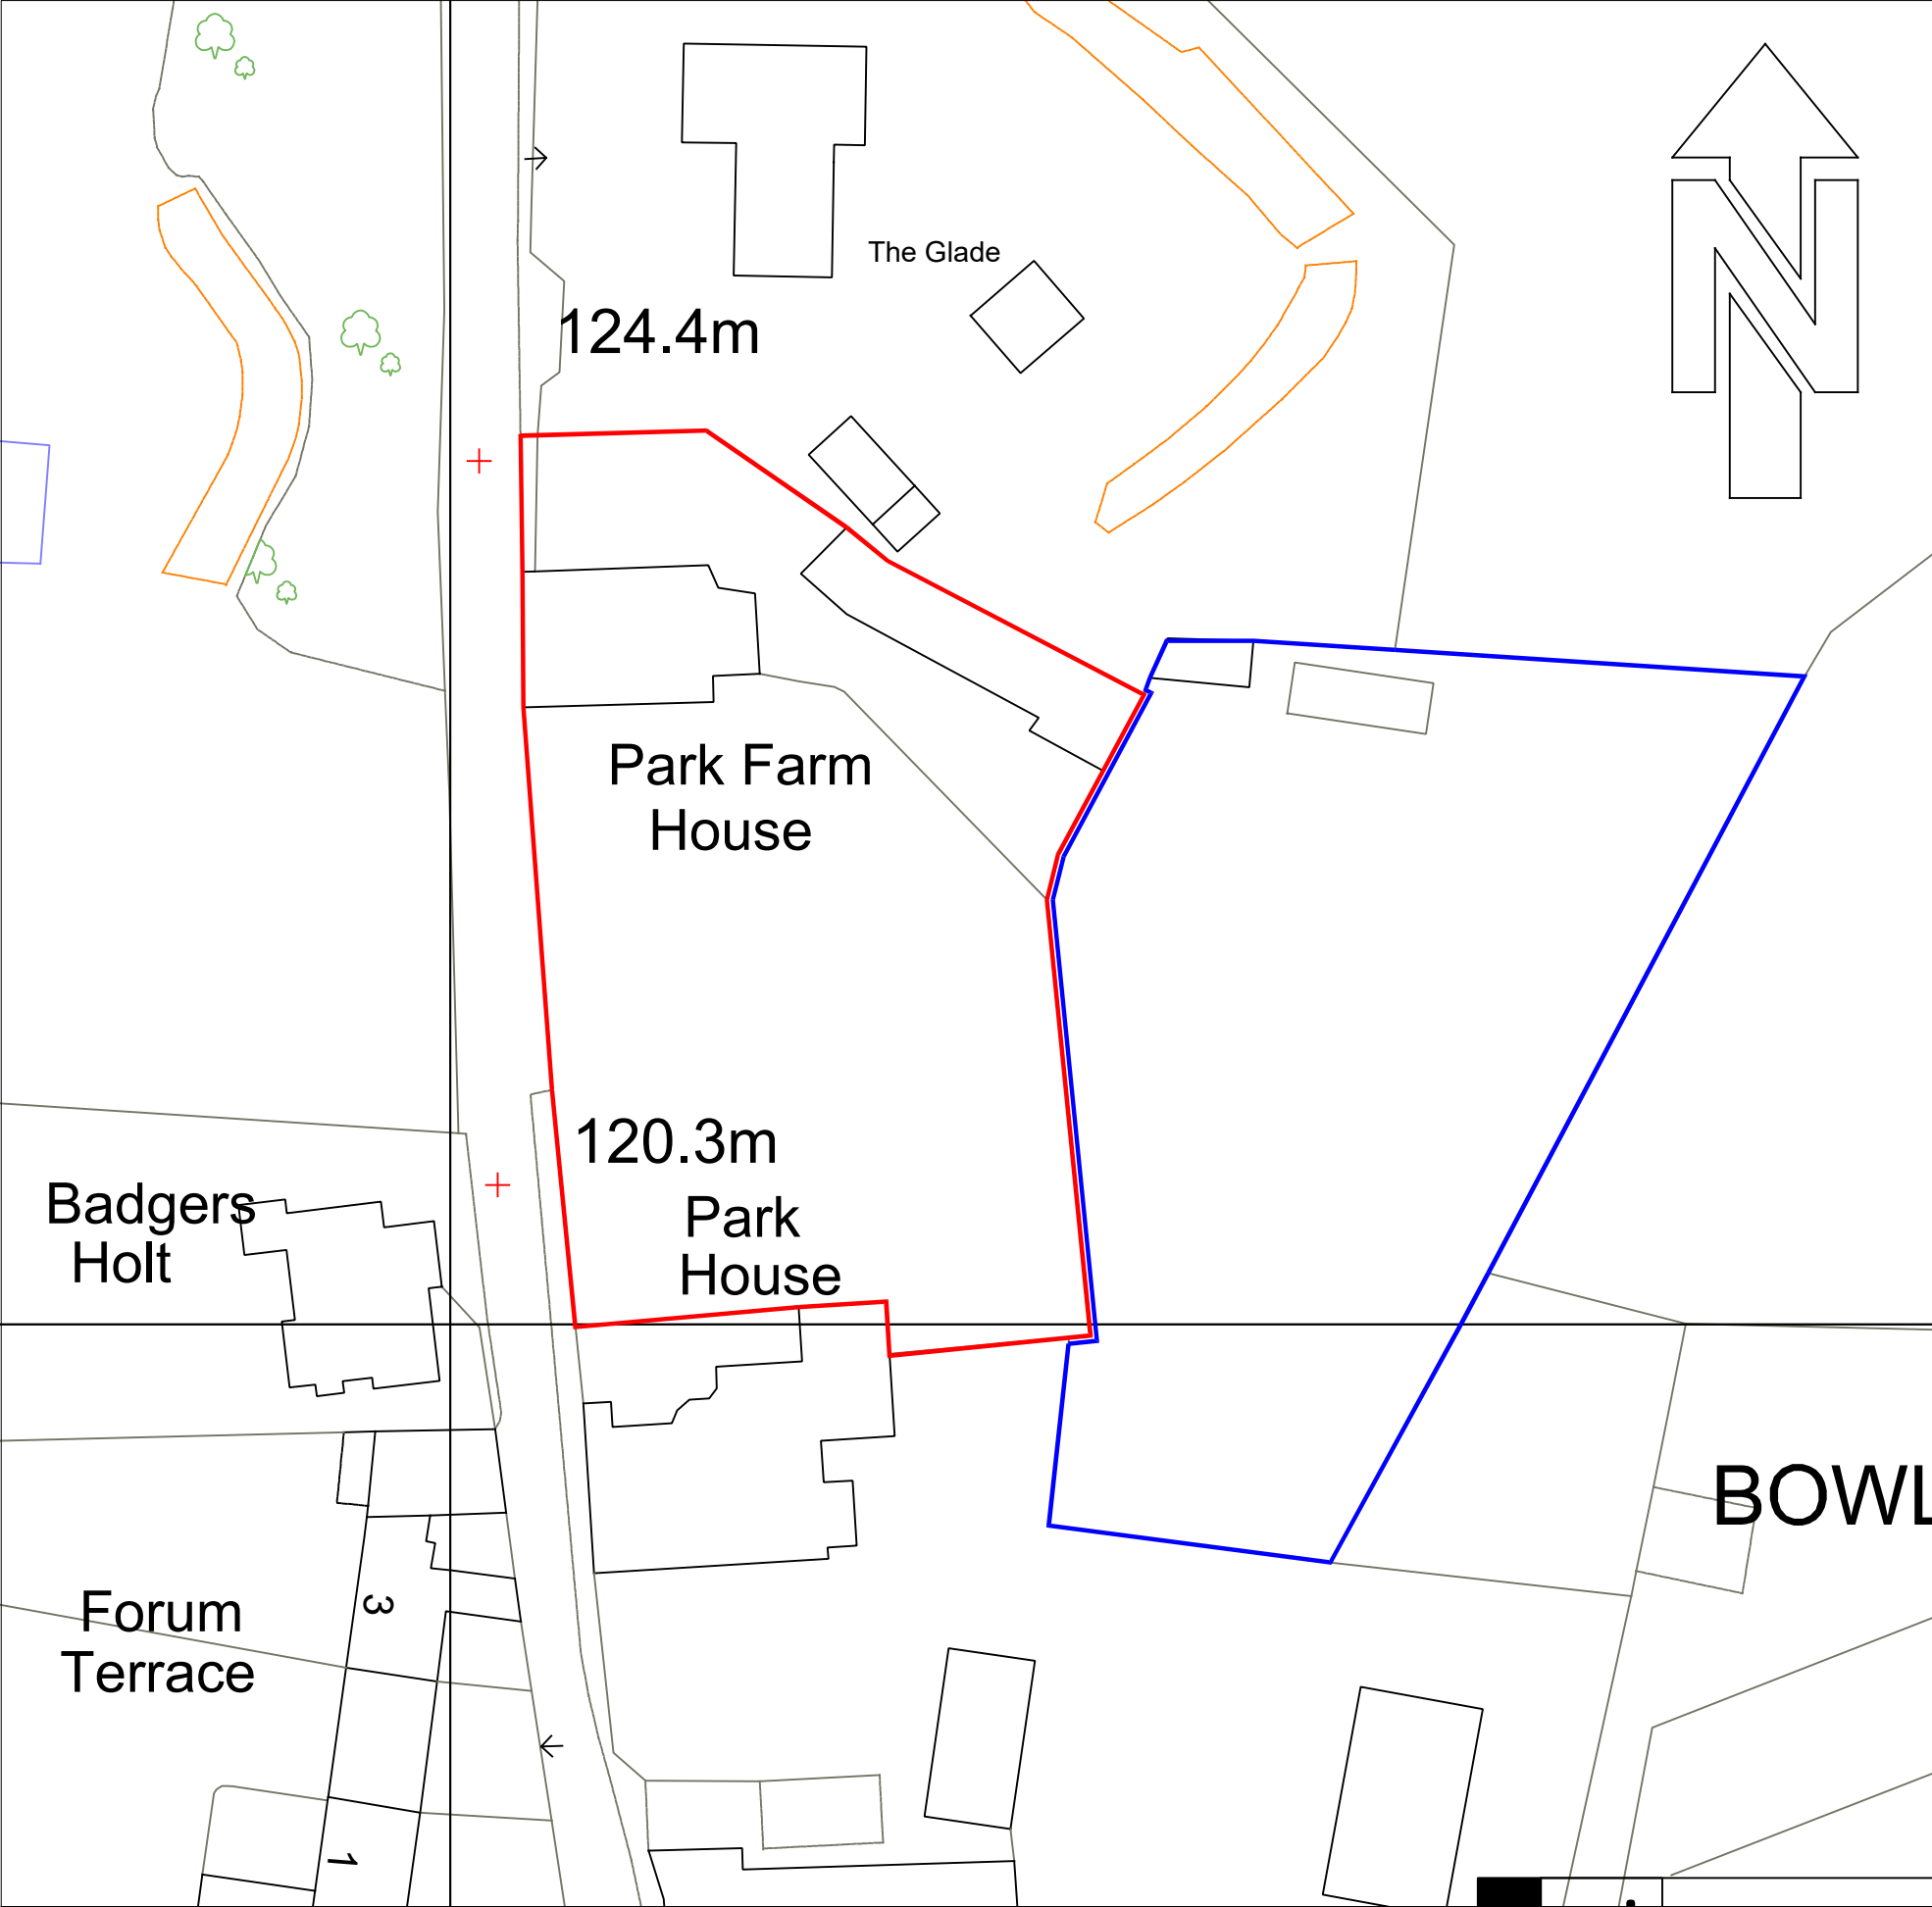 The Glade
124.4m
N
Park Farm
House
120.3m
Park
House
Badgers
Holt
BOWL
3
Forum
Terrace
1